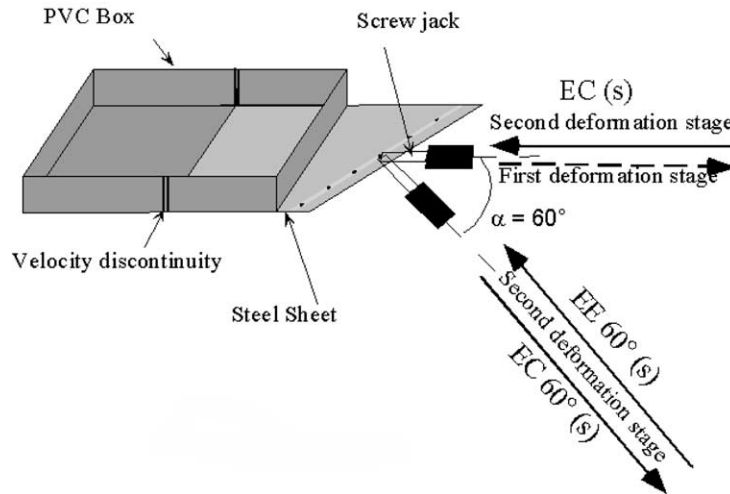 PVC Box
Screw jack
EC (s)
Second deformation stage
First deformation stage
α = 60°
Velocity discontinuity
Steel Sheet
EE 60° (s)
Second deformation stage
EC 60° (s)